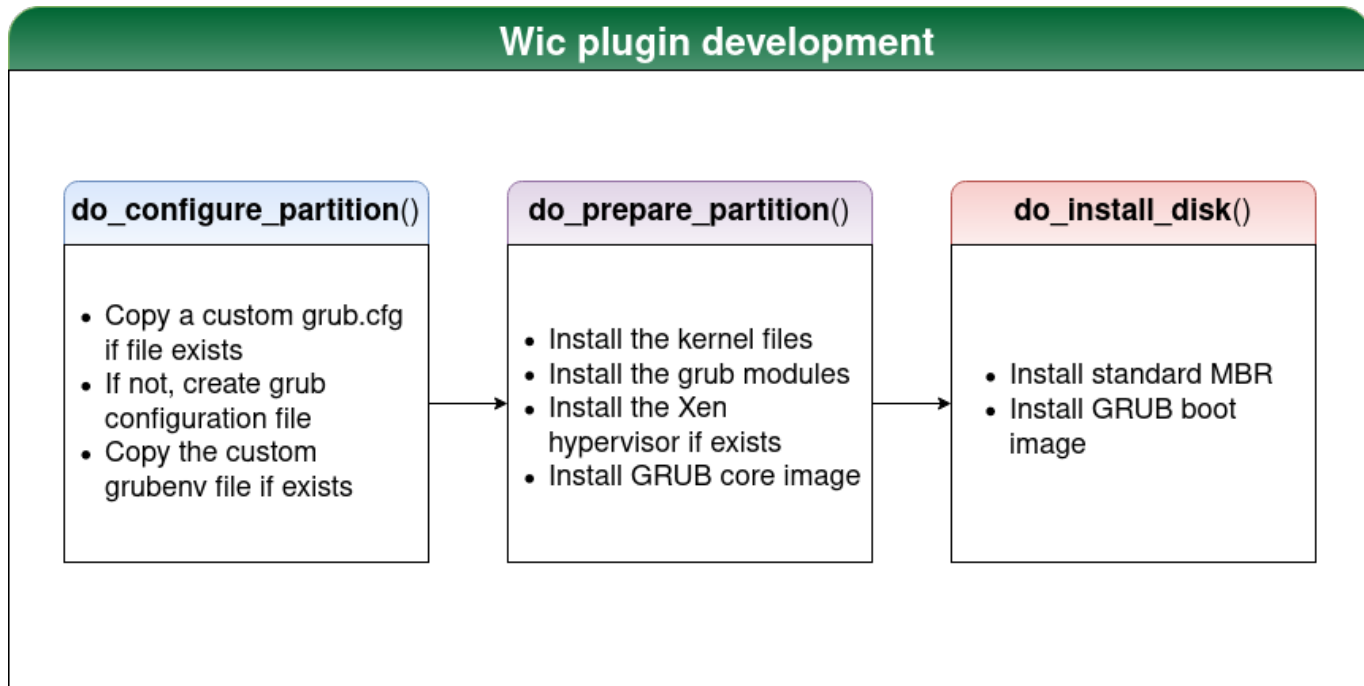 Wic plugin development
do_configure_partition()
• Copy a custom grub.cfg
if file exists
• If not, create grub
configuration file
• Copy the custom
grubenv file if exists
do_prepare_partition()
• Install the kernel files
• Install the grub modules
• Install the Xen
hypervisor if exists
• Install GRUB core image
do_install_disk()
• Install standard MBR
• Install GRUB boot
image